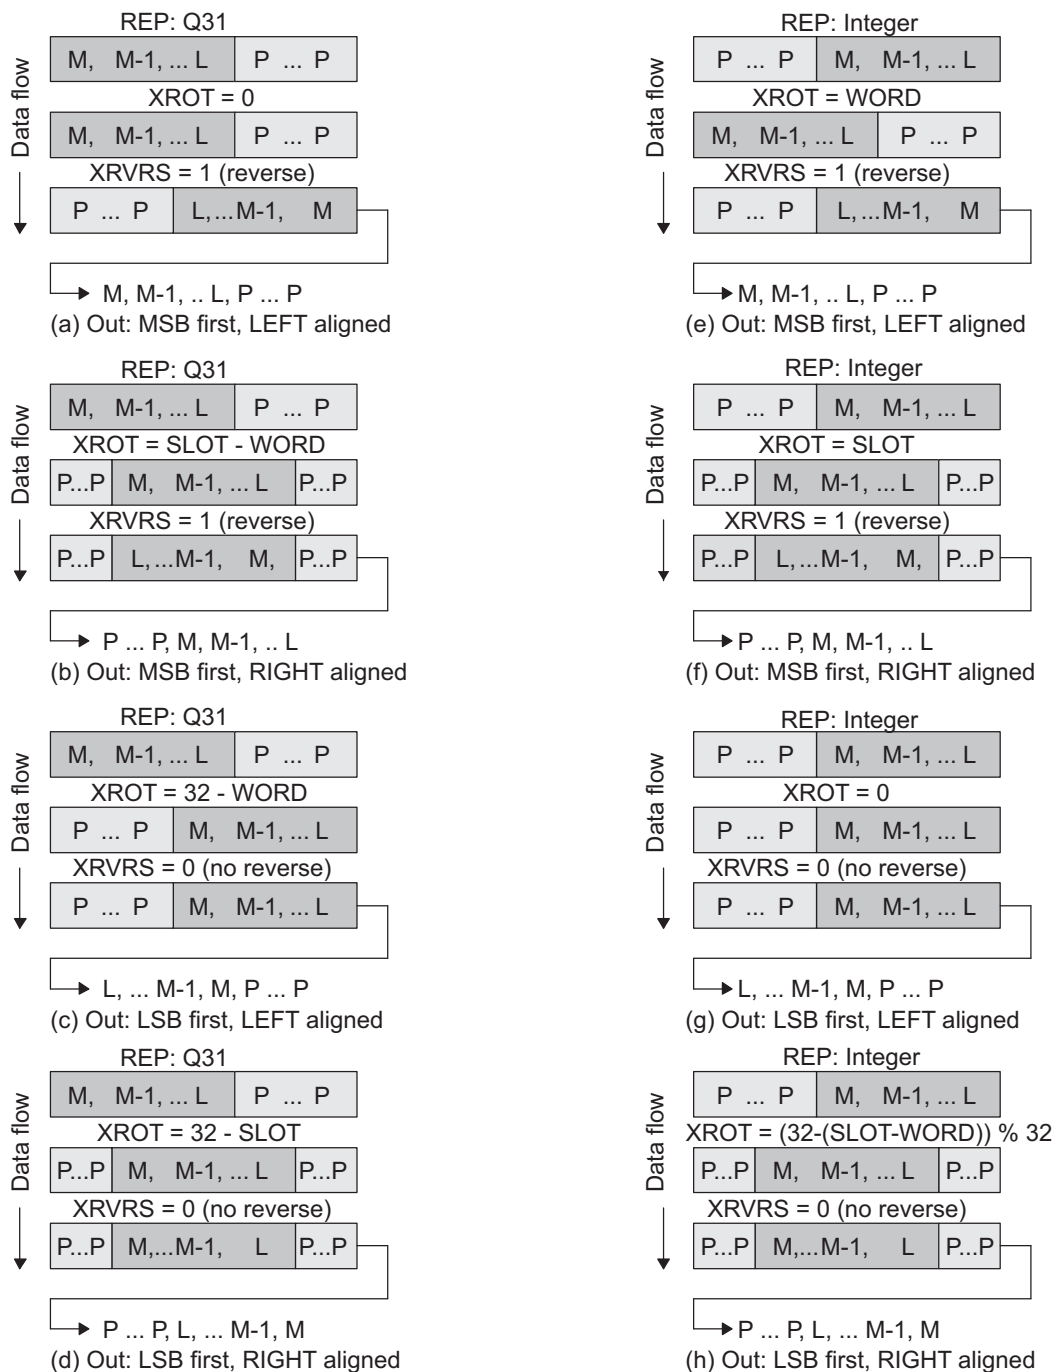 REP: Q31
Data flow
M, M-1, ... L P ... P
XROT = 0
M, M-1, ... L P ... P
XRVRS = 1 (reverse)
P ... P L,...M-1, M
M, M-1, .. L, P ... P
(a) Out: MSB first, LEFT aligned
REP: Q31
Data flow
M, M-1, ... L P ... P
XROT = SLOT - WORD
P...P M, M-1, ... L P...P
XRVRS = 1 (reverse)
P...P L,...M-1, M, P...P
P ... P, M, M-1, .. L
(b) Out: MSB first, RIGHT aligned
REP: Q31
Data flow
M, M-1, ... L P ... P
XROT = 32 - WORD
P ... P M, M-1, ... L
XRVRS = 0 (no reverse)
P ... P M, M-1, ... L
L, ... M-1, M, P ... P
(c) Out: LSB first, LEFT aligned
REP: Q31
Data flow
M, M-1, ... L P ... P
XROT = 32 - SLOT
P...P M, M-1, ... L P...P
XRVRS = 0 (no reverse)
P...P M,...M-1, L P...P
P ... P, L, ... M-1, M
(d) Out: LSB first, RIGHT aligned
REP: Integer
Data flow
P ... P M, M-1, ... L
XROT = WORD
M, M-1, ... L P ... P
XRVRS = 1 (reverse)
P ... P L,...M-1, M
M, M-1, .. L, P ... P
(e) Out: MSB first, LEFT aligned
REP: Integer
Data flow
P ... P M, M-1, ... L
XROT = SLOT
P...P M, M-1, ... L P...P
XRVRS = 1 (reverse)
P...P L,...M-1, M, P...P
P ... P, M, M-1, .. L
(f) Out: MSB first, RIGHT aligned
REP: Integer
Data flow
P ... P M, M-1, ... L
XROT = 0
P ... P M, M-1, ... L
XRVRS = 0 (no reverse)
P ... P M, M-1, ... L
L, ... M-1, M, P ... P
(g) Out: LSB first, LEFT aligned
REP: Integer
Data flow
P ... P M, M-1, ... L
XROT = (32-(SLOT-WORD)) % 32
P...P M, M-1, ... L P...P
XRVRS = 0 (no reverse)
P...P M,...M-1, L P...P
P ... P, L, ... M-1, M
(h) Out: LSB first, RIGHT aligned